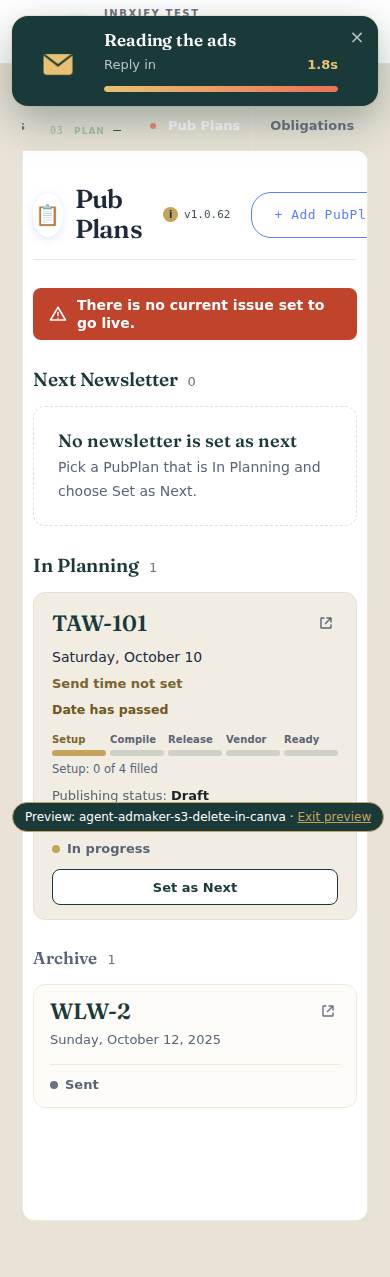 INBXIFY TEST
Reading the ads
Reply in 1.8s
03 PLAN — Pub Plans Obligations
Pub Plans
i v1.0.62
+ Add PubPl
There is no current issue set to
go live.
Next Newsletter 0
No newsletter is set as next
Pick a PubPlan that is In Planning and
choose Set as Next.
In Planning 1
TAW-101
Saturday, October 10
Send time not set
Date has passed
Setup Compile Release Vendor Ready
Setup: 0 of 4 filled
Publishing status: Draft
Preview: agent-admaker-s3-delete-in-canva · Exit preview
In progress
Set as Next
Archive 1
WLW-2
Sunday, October 12, 2025
Sent